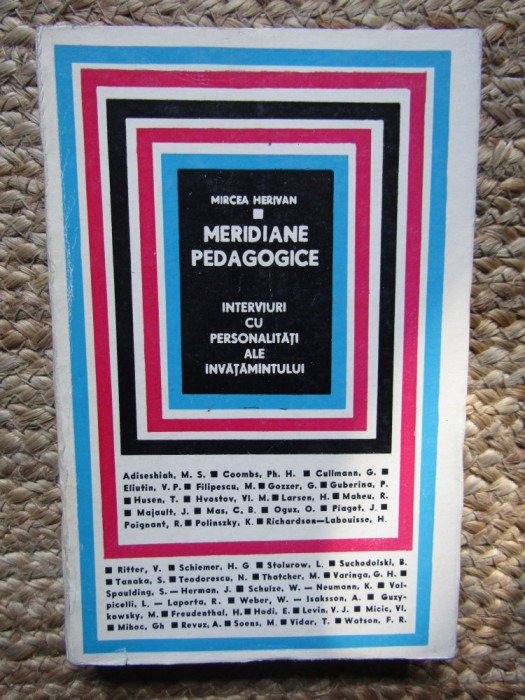 MIRCEA HERIVAN
■
MERIDIANE
PEDAGOGICE
INTERVIURI
CU
PERSONALITĂȚI
ALE
INVĂȚĂMINTULUI
Adiseshiah, M. S. ■ Coombs, Ph. H. ■ Cullmann, G. ■
Eliutin, V. P. ■ Filipescu, M. ■ Gozzer, G. ■ Guberina, P.
■ Husen, T. ■ Hvostov, Vl. M. ■ Larsen, H. ■ Maheu, R.
■ Majault, J. ■ Mas, C, B. ■ Oguz, O. ■ Piaget, J.
Poignant, R. ■ Polinszky, K. ■ Richardson—Labouisse, H.
■ Ritter, V. ■ Schiemer, H. G ■ Stolurow, L. ■ Suchodolski, B.
■ Tanaka, S. ■ Teodorescu, N. ■ Thatcher, M. ■ Varinga, G. H. ■
Spaulding, S. — Herman, J. ■ Schulze, W. — Neumann, K. ■ Vol-
picelli, L. — Laporta, R. ■ Weber, W. — Isaksson, A. ■ Guzy-
kowsky, M. ■ Freudenthal, H. ■ Hodi, E. ■ Levin, V. J. ■ Micic, Vl.
■ Mihoc, Gh ■ Revuz, A. ■ Soens, M. ■ Vidar, T. ■ Watson, F. R.